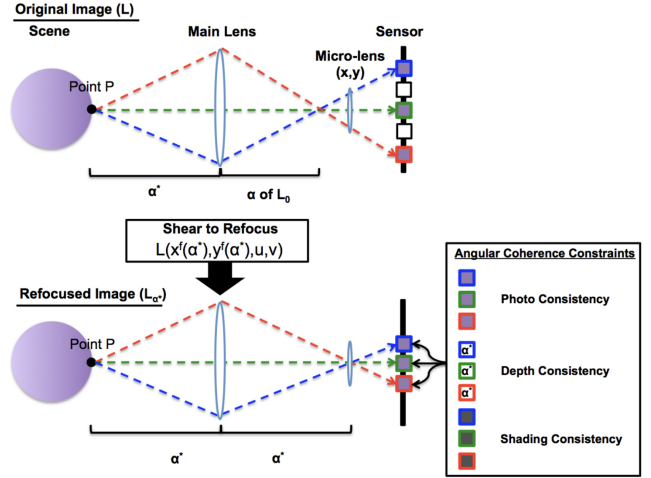 Original Image (L)
Scene
Main Lens
Sensor
Micro-lens
(x,y)
Point P
α*
α of L₀
Shear to Refocus
L(xᶠ(α*),yᶠ(α*),u,v)
Refocused Image (Lα*)
Point P
α*
α*
Angular Coherence Constraints
Photo Consistency
α*
α*
α*
Depth Consistency
Shading Consistency